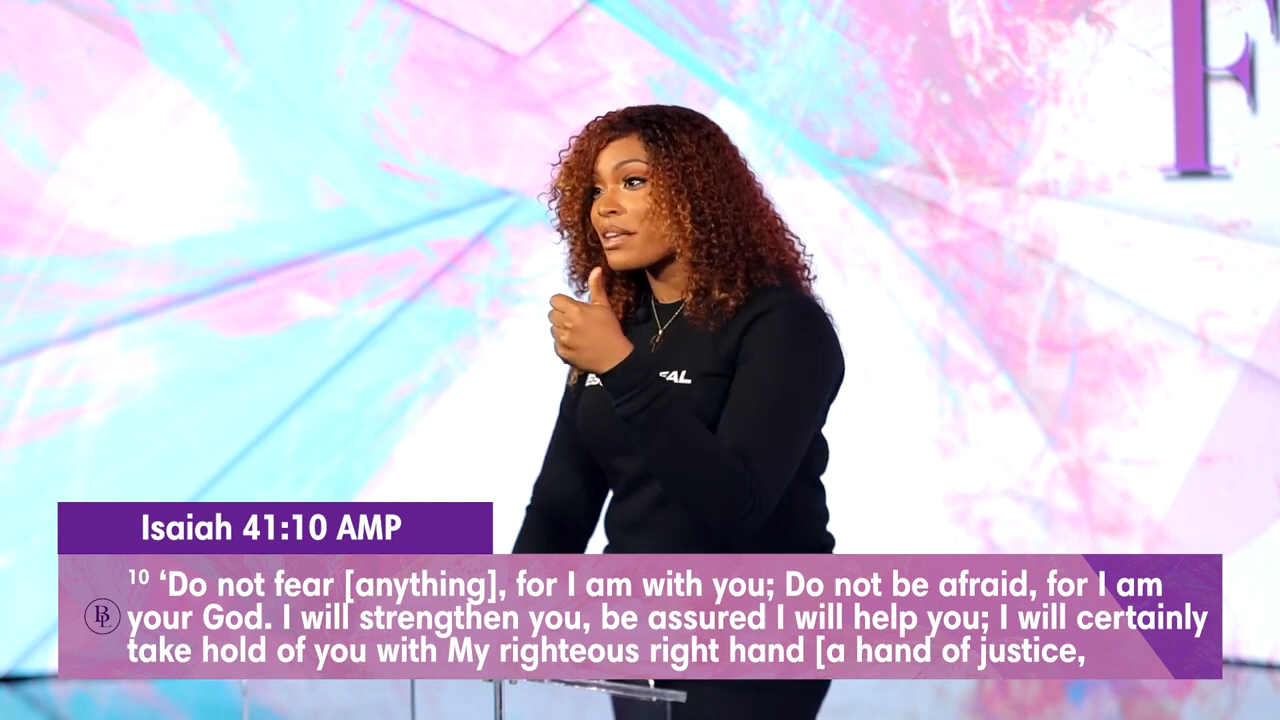 F
EAL
Isaiah 41:10 AMP
10 ‘Do not fear [anything], for I am with you; Do not be afraid, for I am
BL your God. I will strengthen you, be assured I will help you; I will certainly
take hold of you with My righteous right hand [a hand of justice,